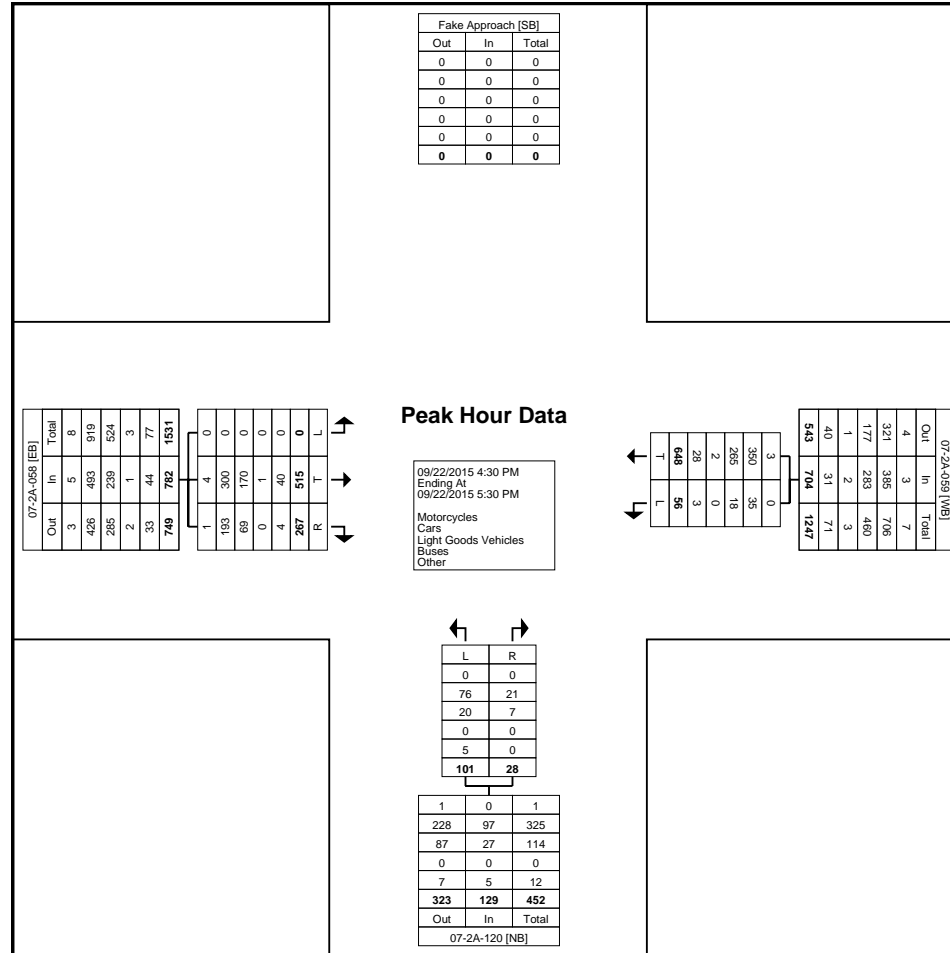 Fake Approach [SB]
Out In Total
0 0 0
0 0 0
0 0 0
0 0 0
0 0 0
0 0 0
Peak Hour Data
09/22/2015 4:30 PM
Ending At
09/22/2015 5:30 PM
Motorcycles
Cars
Light Goods Vehicles
Buses
Other
07-2A-058 [EB]
Total 8 919 524 3 77 1531
In 5 493 239 1 44 782
Out 3 426 285 2 33 749
0 0 0 0 0 0 L
4 300 170 1 40 515 T
1 193 69 0 4 267 R
T 648 28 2 265 350 3
L 56 3 0 18 35 0
543 40 1 177 321 4 Out
704 31 2 283 385 3 In
1247 71 3 460 706 7 Total
07-2A-059 [WB]
L R
0 0
76 21
20 7
0 0
5 0
101 28
1 0 1
228 97 325
87 27 114
0 0 0
7 5 12
323 129 452
Out In Total
07-2A-120 [NB]